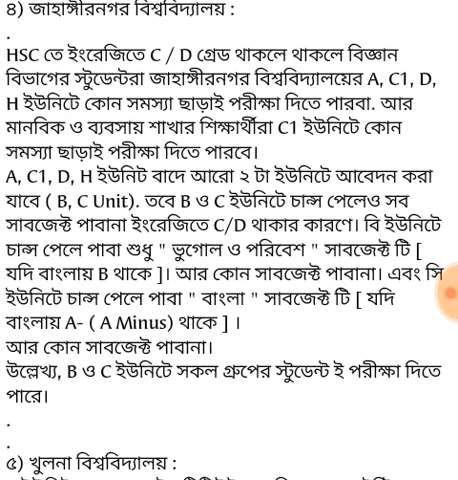 ৪) জাহাঙ্গীরনগর বিশ্ববিদ্যালয় :
.
HSC তে ইংরেজিতে C / D গ্রেড থাকলে থাকলে বিজ্ঞান
বিভাগের স্টুডেন্টরা জাহাঙ্গীরনগর বিশ্ববিদ্যালয়ের A, C1, D,
H ইউনিটে কোন সমস্যা ছাড়াই পরীক্ষা দিতে পারবা. আর
মানবিক ও ব্যবসায় শাখার শিক্ষার্থীরা C1 ইউনিটে কোন
সমস্যা ছাড়াই পরীক্ষা দিতে পারবে।
A, C1, D, H ইউনিট বাদে আরো ২ টা ইউনিটে আবেদন করা
যাবে ( B, C Unit). তবে B ও C ইউনিটে চান্স পেলেও সব
সাবজেক্ট পাবানা ইংরেজিতে C/D থাকার কারণে। বি ইউনিটে
চান্স পেলে পাবা শুধু " ভুগোল ও পরিবেশ " সাবজেক্ট টি [
যদি বাংলায় B থাকে ]। আর কোন সাবজেক্ট পাবানা। এবং সি
ইউনিটে চান্স পেলে পাবা " বাংলা " সাবজেক্ট টি [ যদি
বাংলায় A- ( A Minus) থাকে ] ।
আর কোন সাবজেক্ট পাবানা।
উল্লেখ্য, B ও C ইউনিটে সকল গ্রুপের স্টুডেন্ট ই পরীক্ষা দিতে
পারে।
.
.
৫) খুলনা বিশ্ববিদ্যালয় :